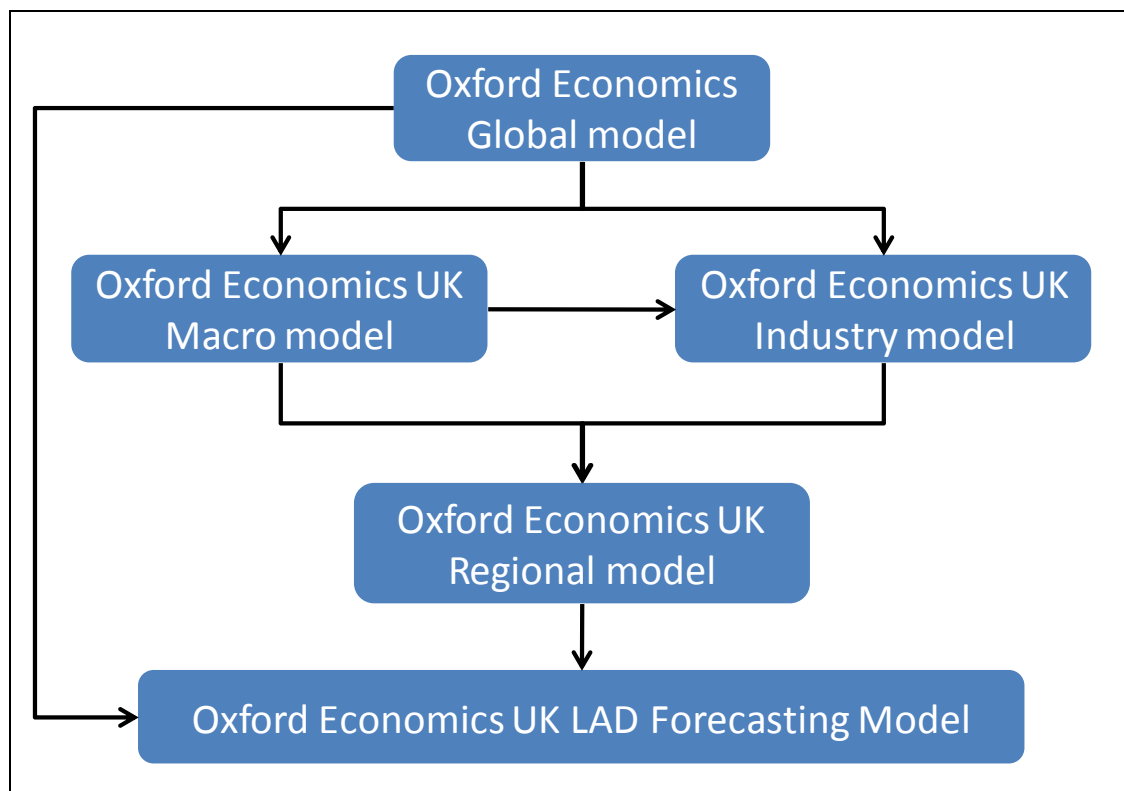 Oxford Economics
Global model
Oxford Economics UK
Macro model
Oxford Economics UK
Industry model
Oxford Economics UK
Regional model
Oxford Economics UK LAD Forecasting Model